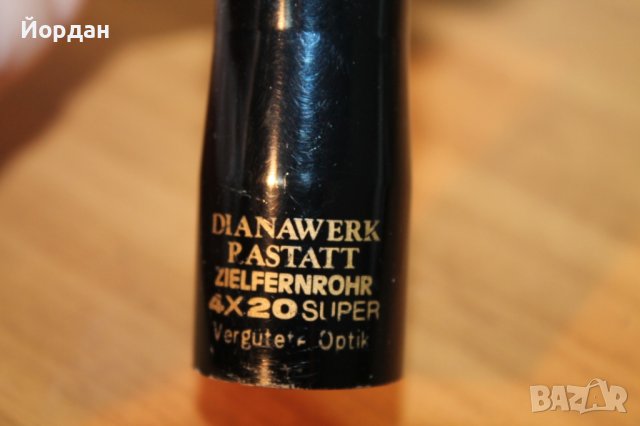 Йордан
DIANAWERK
RASTATT
ZIELFERNROHR
4X20 SUPER
Vergütete Optik
BAZAR